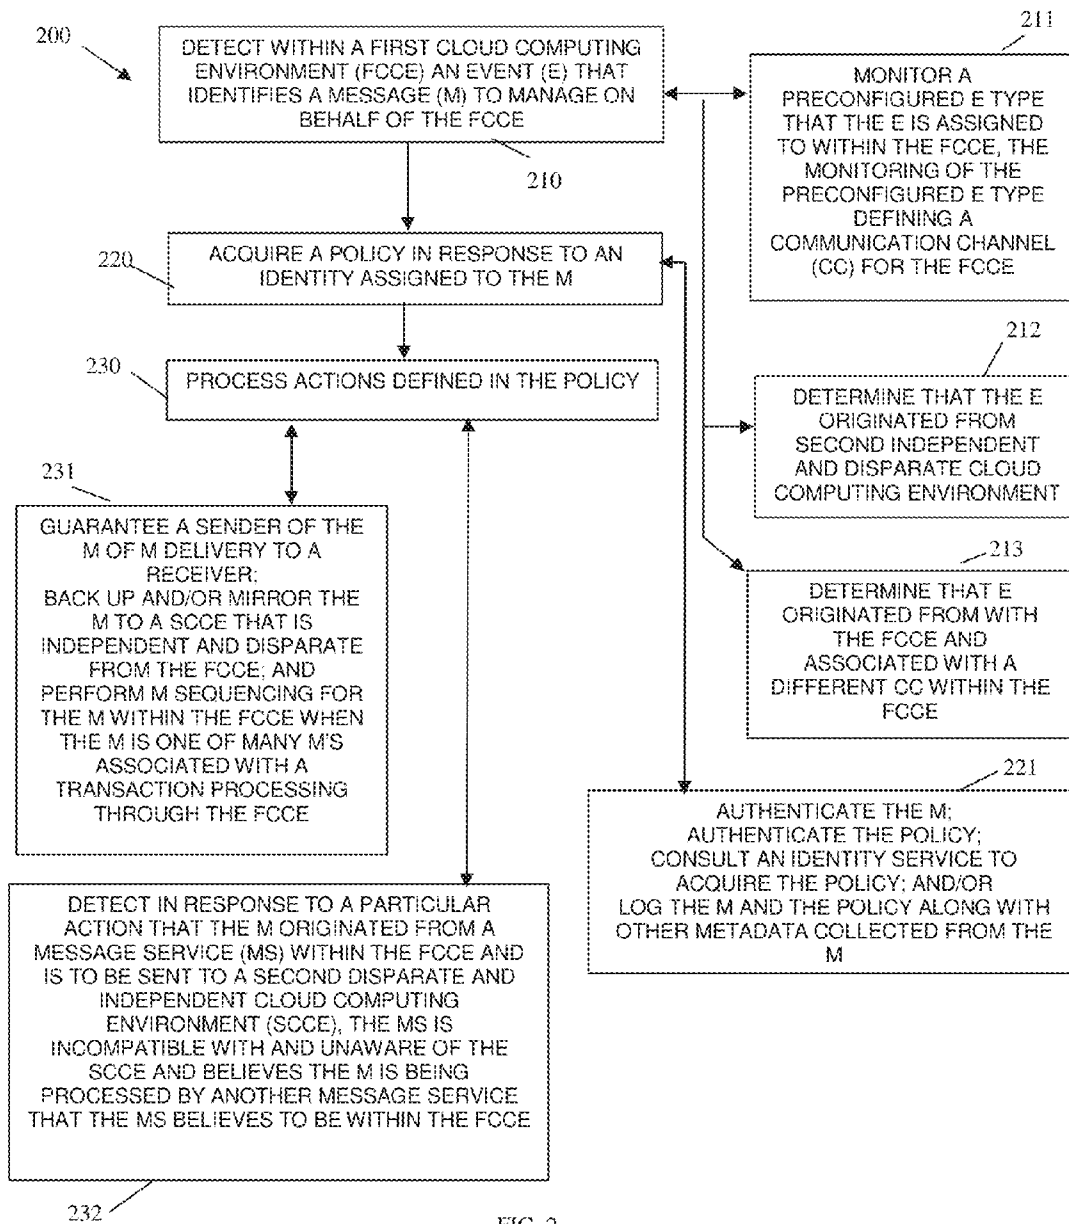 200
DETECT WITHIN A FIRST CLOUD COMPUTING
ENVIRONMENT (FCCE) AN EVENT (E) THAT
IDENTIFIES A MESSAGE (M) TO MANAGE ON
BEHALF OF THE FCCE
210
211
MONITOR A
PRECONFIGURED E TYPE
THAT THE E IS ASSIGNED
TO WITHIN THE FCCE, THE
MONITORING OF THE
PRECONFIGURED E TYPE
DEFINING A
COMMUNICATION CHANNEL
(CC) FOR THE FCCE
220
ACQUIRE A POLICY IN RESPONSE TO AN
IDENTITY ASSIGNED TO THE M
230
PROCESS ACTIONS DEFINED IN THE POLICY
212
DETERMINE THAT THE E
ORIGINATED FROM
SECOND INDEPENDENT
AND DISPARATE CLOUD
COMPUTING ENVIRONMENT
231
GUARANTEE A SENDER OF THE
M OF M DELIVERY TO A
RECEIVER;
BACK UP AND/OR MIRROR THE
M TO A SCCE THAT IS
INDEPENDENT AND DISPARATE
FROM THE FCCE; AND
PERFORM M SEQUENCING FOR
THE M WITHIN THE FCCE WHEN
THE M IS ONE OF MANY M'S
ASSOCIATED WITH A
TRANSACTION PROCESSING
THROUGH THE FCCE
213
DETERMINE THAT E
ORIGINATED FROM WITH
THE FCCE AND
ASSOCIATED WITH A
DIFFERENT CC WITHIN THE
FCCE
221
AUTHENTICATE THE M;
AUTHENTICATE THE POLICY;
CONSULT AN IDENTITY SERVICE TO
ACQUIRE THE POLICY; AND/OR
LOG THE M AND THE POLICY ALONG WITH
OTHER METADATA COLLECTED FROM THE
M
DETECT IN RESPONSE TO A PARTICULAR
ACTION THAT THE M ORIGINATED FROM A
MESSAGE SERVICE (MS) WITHIN THE FCCE AND
IS TO BE SENT TO A SECOND DISPARATE AND
INDEPENDENT CLOUD COMPUTING
ENVIRONMENT (SCCE), THE MS IS
INCOMPATIBLE WITH AND UNAWARE OF THE
SCCE AND BELIEVES THE M IS BEING
PROCESSED BY ANOTHER MESSAGE SERVICE
THAT THE MS BELIEVES TO BE WITHIN THE FCCE
232
FIG. 2